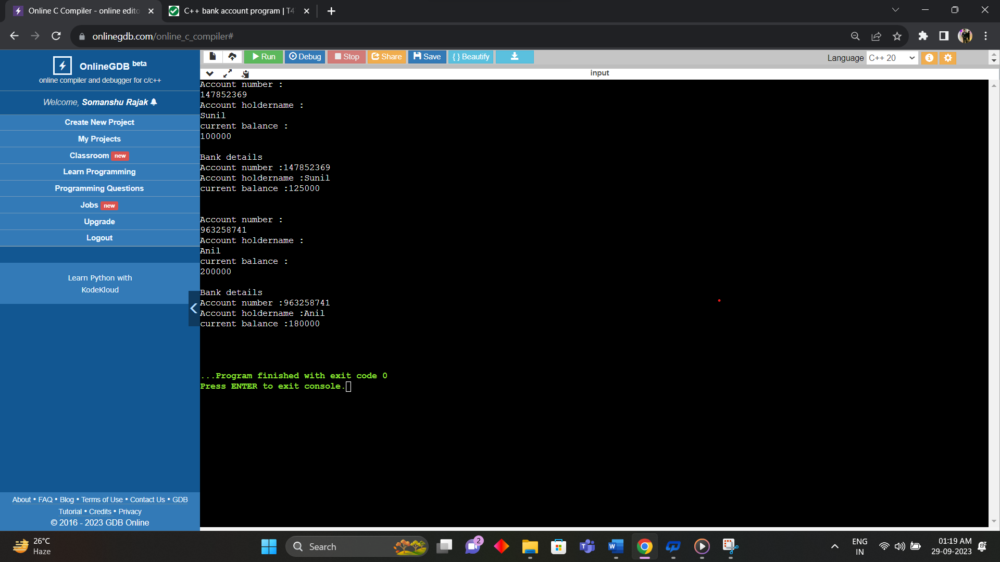 Online C Compiler - online edito
C++ bank account program | T4
onlinegdb.com/online_c_compiler#
OnlineGDB beta
online compiler and debugger for c/c++
Welcome, Somanshu Rajak
Create New Project
My Projects
Classroom new
Learn Programming
Programming Questions
Jobs new
Upgrade
Logout
Learn Python with
KodeKloud
About • FAQ • Blog • Terms of Use • Contact Us • GDB
Tutorial • Credits • Privacy
© 2016 - 2023 GDB Online
Run Debug Stop Share Save { } Beautify
Language C++ 20
input
Account number :
147852369
Account holdername :
Sunil
current balance :
100000
Bank details
Account number :147852369
Account holdername :Sunil
current balance :125000
Account number :
963258741
Account holdername :
Anil
current balance :
200000
Bank details
Account number :963258741
Account holdername :Anil
current balance :180000
...Program finished with exit code 0
Press ENTER to exit console.
26°C
Haze
Search
2
ENG
IN
01:19 AM
29-09-2023